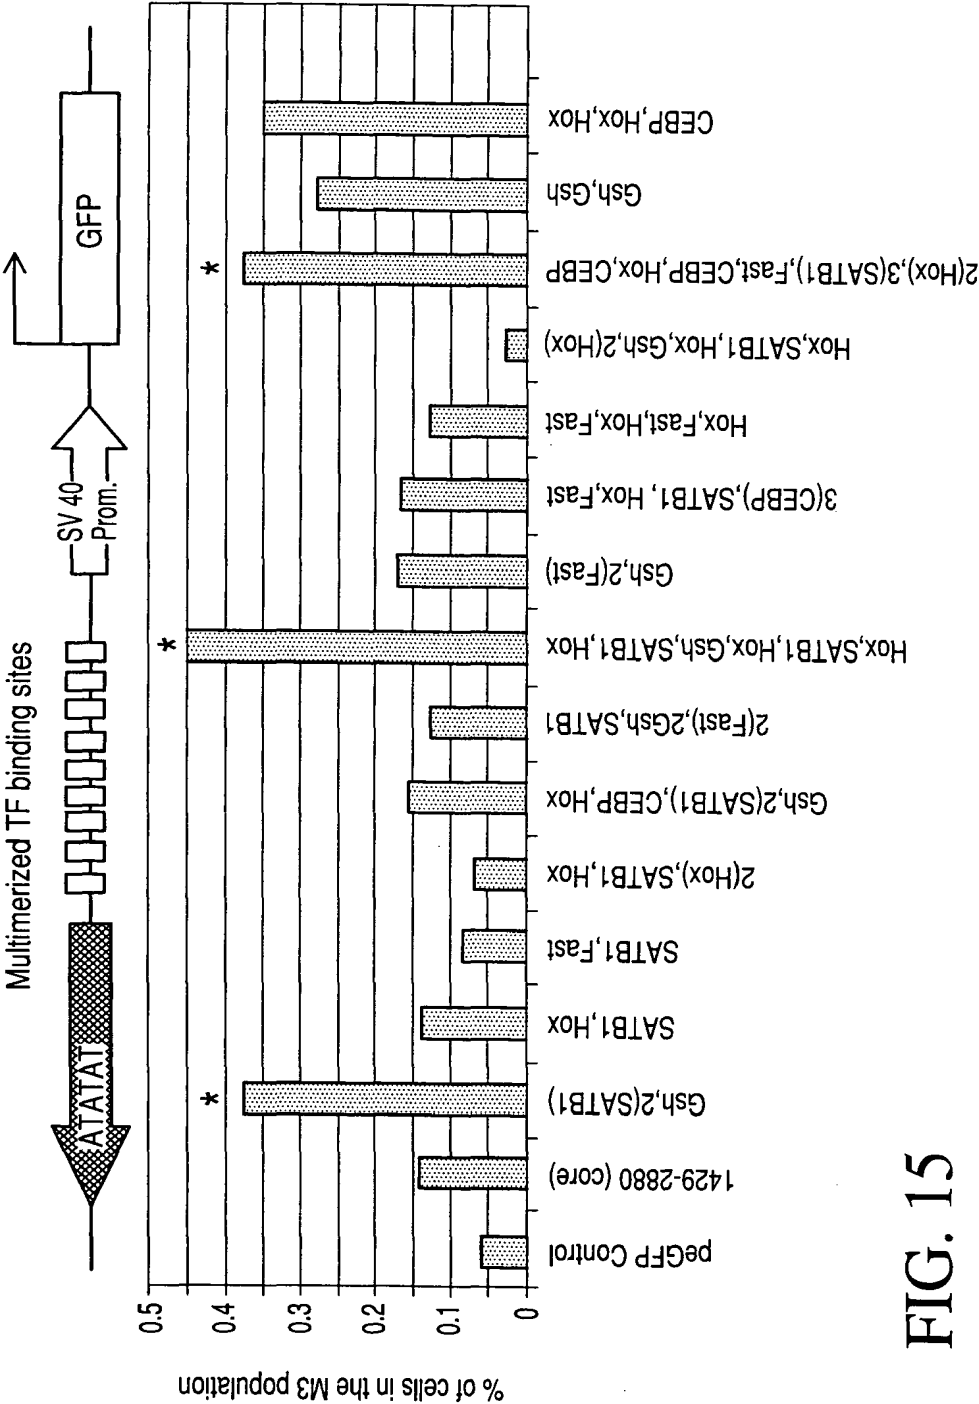 Multimerized TF binding sites
ATATAT
SV 40
Prom.
GFP
% of cells in the M3 population
0.5
0.4
0.3
0.2
0.1
0
*
*
*
peGFP Control
1429-2880 (core)
Gsh,2(SATB1)
SATB1,Hox
SATB1,Fast
2(Hox),SATB1,Hox
Gsh,2(SATB1),CEBP,Hox
2(Fast),2Gsh,SATB1
Hox,SATB1,Hox,Gsh,SATB1,Hox
Gsh,2(Fast)
3(CEBP),SATB1, Hox,Fast
Hox,Fast,Hox,Fast
Hox,SATB1,Hox,Gsh,2(Hox)
2(Hox),3(SATB1),Fast,CEBP,Hox,CEBP
Gsh,Gsh
CEBP,Hox,Hox
FIG. 15